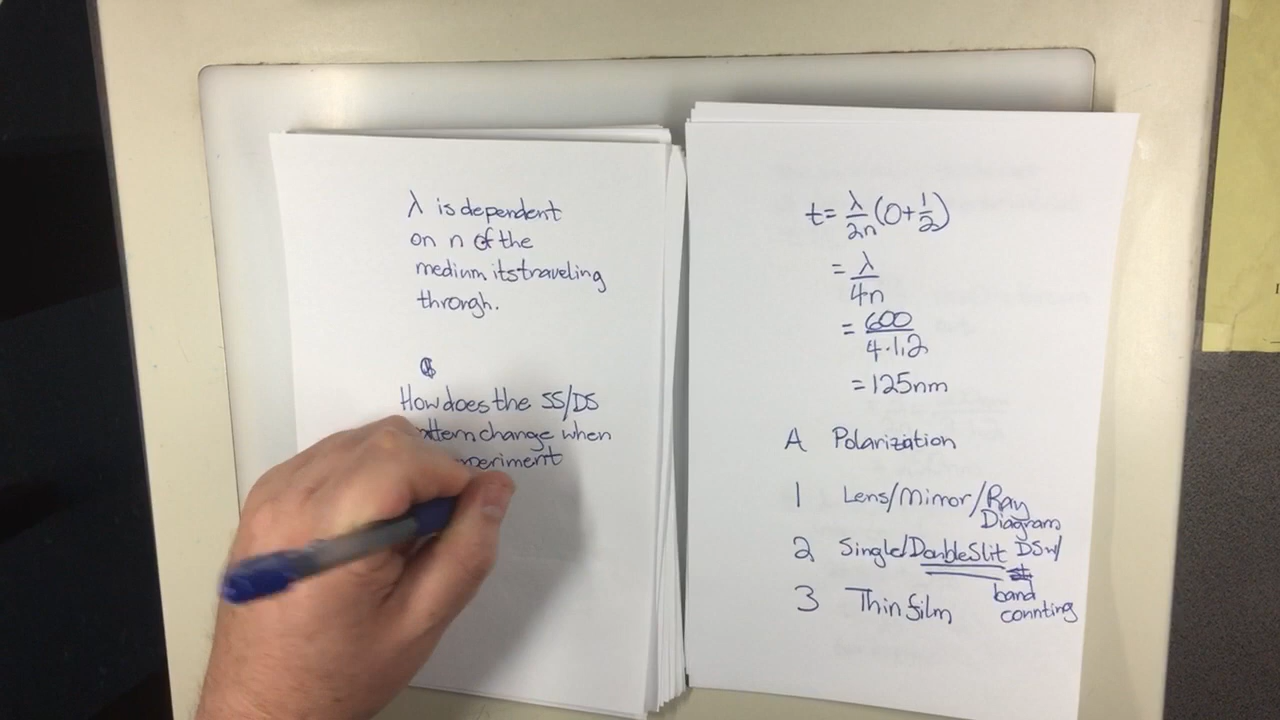 λ is dependent
on n of the
medium its traveling
through.
$
How does the SS/DS
change when
t=λ/2n(0+1/2)
=λ/4n
=600/4·1.2
=125nm
A Polarization
1 Lens/Mirror/Ray
Diagram
2 Single/Double Slit DS w/
band
counting
3 Thin film